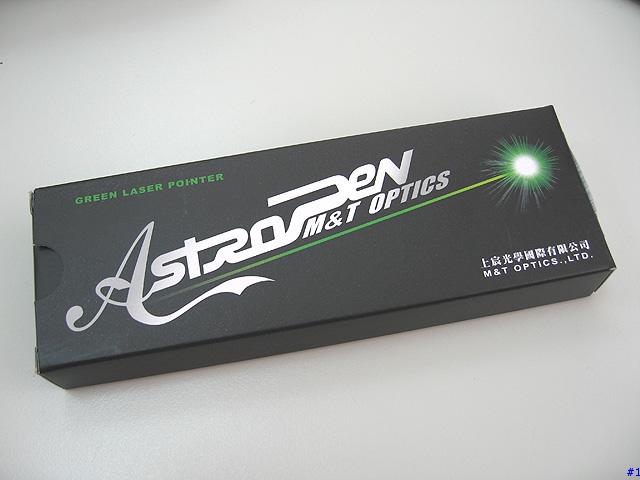 GREEN LASER POINTER
AstroPen
M&T OPTICS
上宸光學國際有限公司
M&T OPTICS.,LTD.
#1